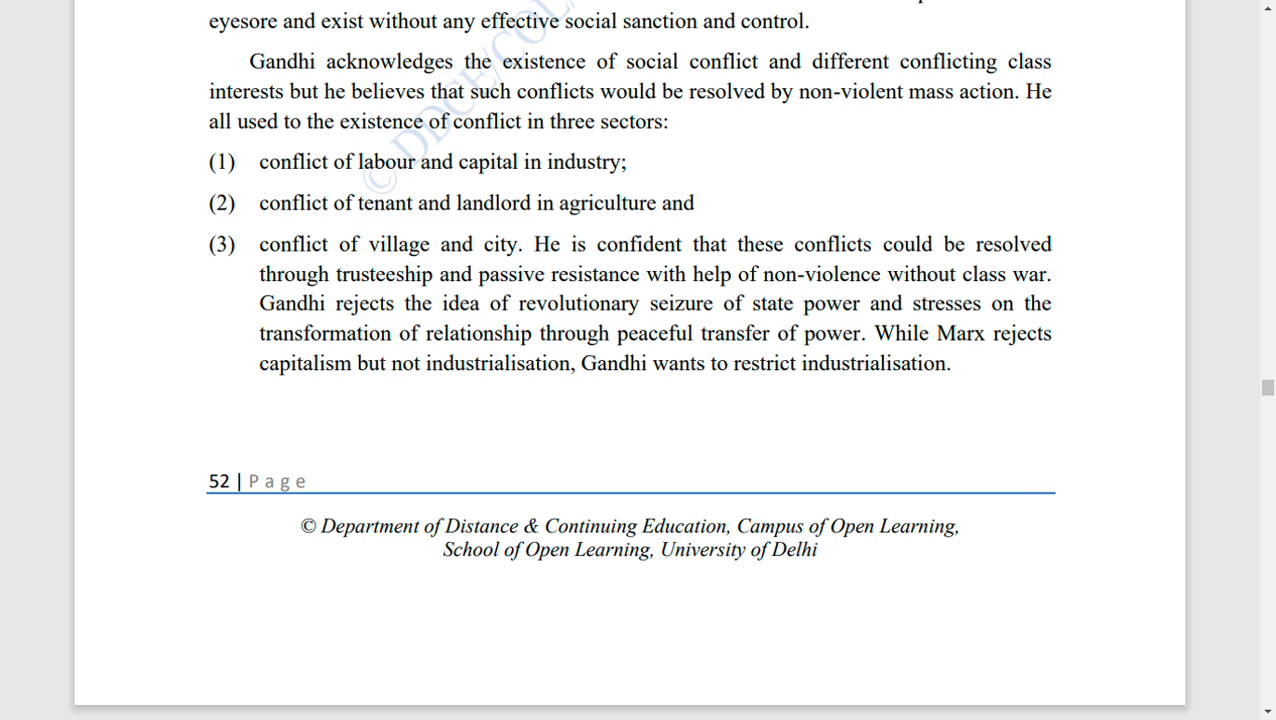 eyesore and exist without any effective social sanction and control.
Gandhi acknowledges the existence of social conflict and different conflicting class
interests but he believes that such conflicts would be resolved by non-violent mass action. He
all used to the existence of conflict in three sectors:
(1) conflict of labour and capital in industry;
(2) conflict of tenant and landlord in agriculture and
(3) conflict of village and city. He is confident that these conflicts could be resolved
through trusteeship and passive resistance with help of non-violence without class war.
Gandhi rejects the idea of revolutionary seizure of state power and stresses on the
transformation of relationship through peaceful transfer of power. While Marx rejects
capitalism but not industrialisation, Gandhi wants to restrict industrialisation.
52 | Page
© Department of Distance & Continuing Education, Campus of Open Learning,
School of Open Learning, University of Delhi
© DDCE/COL